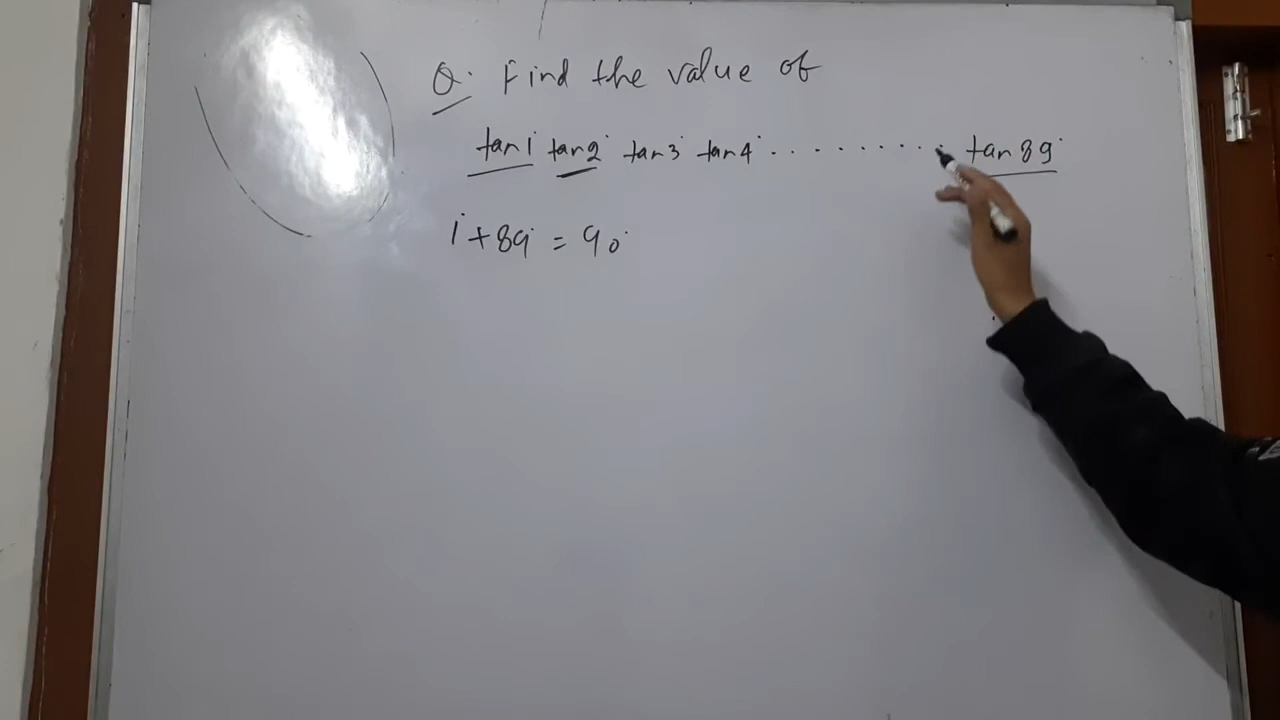 Q. Find the value of
tan1° tan2° tan3° tan4° . . . . . . . . . tan89°
1° + 89° = 90°